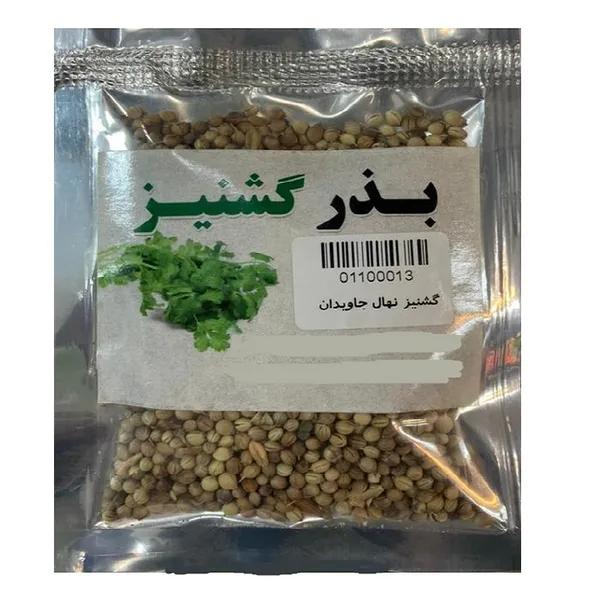 بذر گشنیز
01100013
گشنیز نهال جاویدان